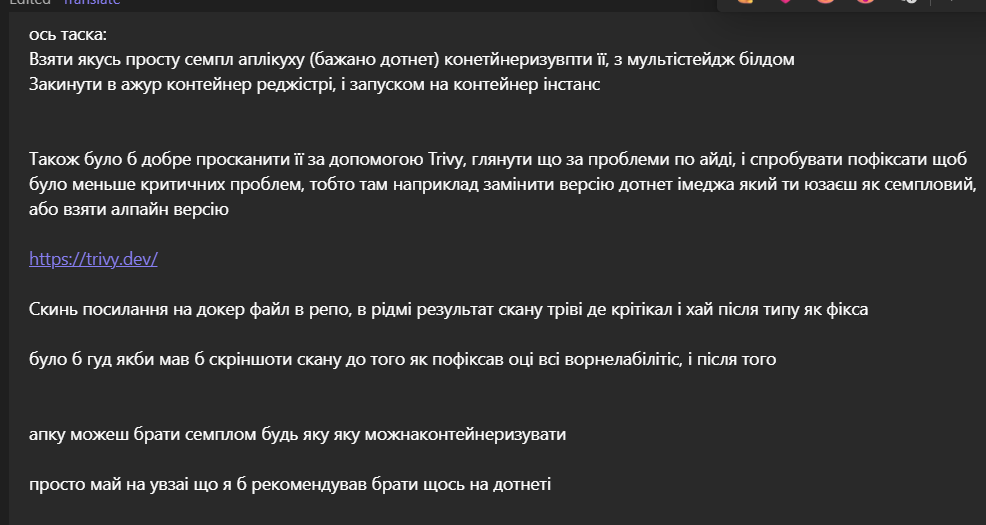 Edited Translate
ось таска:
Взяти якусь просту семпл аплікуху (бажано дотнет) конетйнеризувпти її, з мультістейдж білдом
Закинути в ажур контейнер реджістрі, і запуском на контейнер інстанс
Також було б добре просканити її за допомогою Trivy, глянути що за проблеми по айді, і спробувати пофіксати щоб
було меньше критичних проблем, тобто там наприклад замінити версію дотнет імеджа який ти юзаєш як семпловий,
або взяти алпайн версію
https://trivy.dev/
Скинь посилання на докер файл в репо, в рідмі результат скану тріві де крітікал і хай після типу як фікса
було б гуд якби мав б скріншоти скану до того як пофіксав оці всі ворнелабілітіс, і після того
апку можеш брати семплом будь яку яку можнаконтейнеризувати
просто май на увзаі що я б рекомендував брати щось на дотнеті